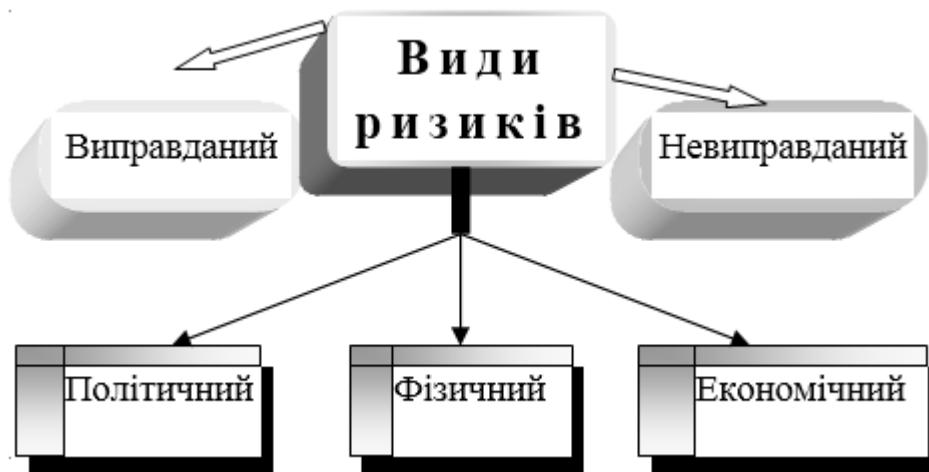 Види
ризиків
Виправданий
Невиправданий
Політичний
Фізичний
Економічний